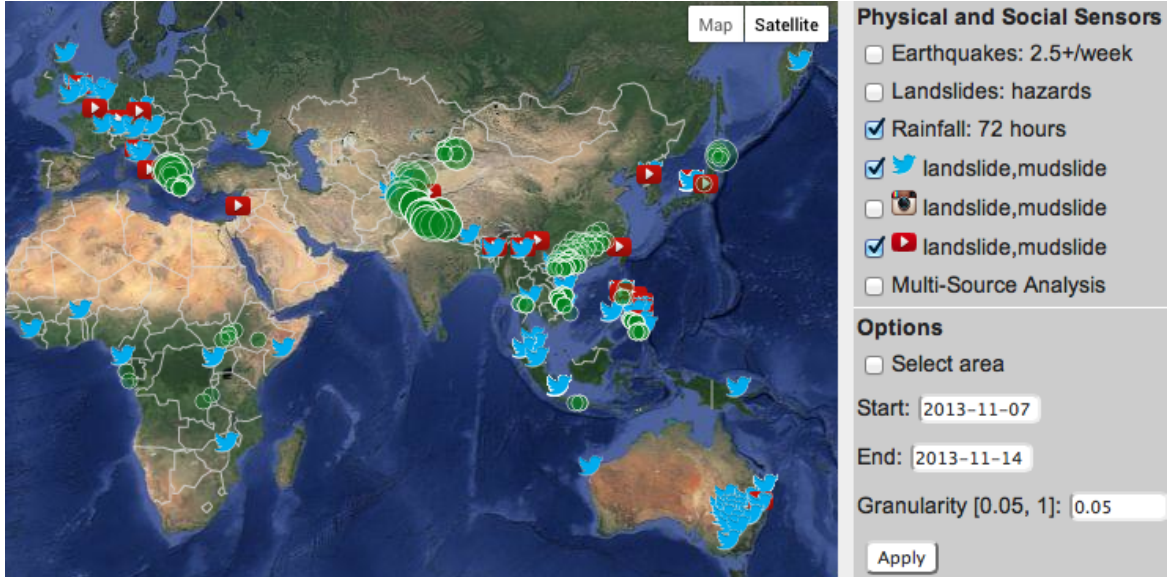 Map Satellite
Physical and Social Sensors
Earthquakes: 2.5+/week
Landslides: hazards
Rainfall: 72 hours
landslide,mudslide
landslide,mudslide
landslide,mudslide
Multi-Source Analysis
Options
Select area
Start: 2013-11-07
End: 2013-11-14
Granularity [0.05, 1]: 0.05
Apply